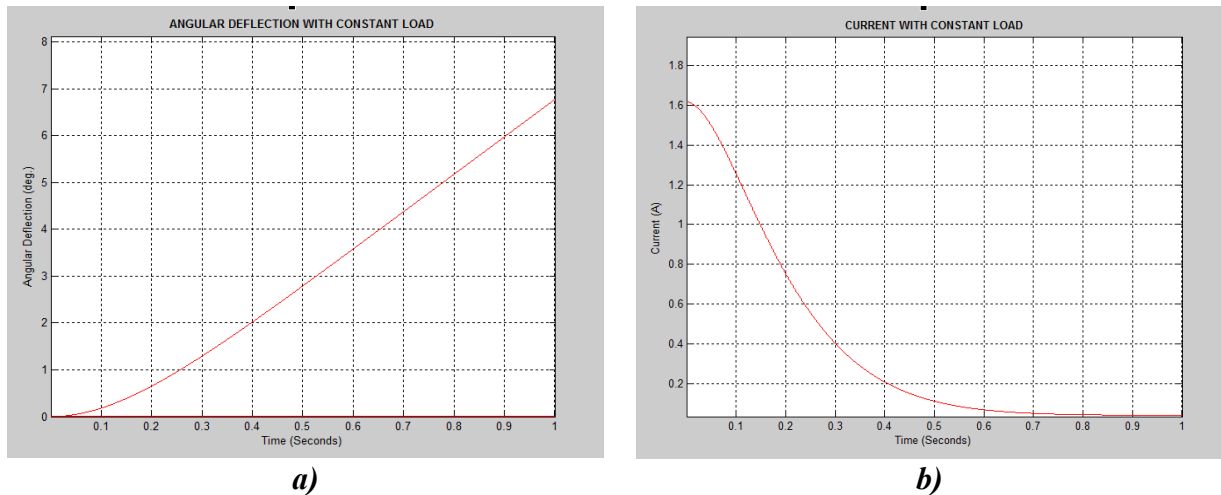 ANGULAR DEFLECTION WITH CONSTANT LOAD
8
7
6
5
4
3
2
1
0
Angular Deflection (deg.)
0.1 0.2 0.3 0.4 0.5 0.6 0.7 0.8 0.9 1
Time (Seconds)
a)
CURRENT WITH CONSTANT LOAD
1.8
1.6
1.4
1.2
1
0.8
0.6
0.4
0.2
Current (A)
0.1 0.2 0.3 0.4 0.5 0.6 0.7 0.8 0.9 1
Time (Seconds)
b)